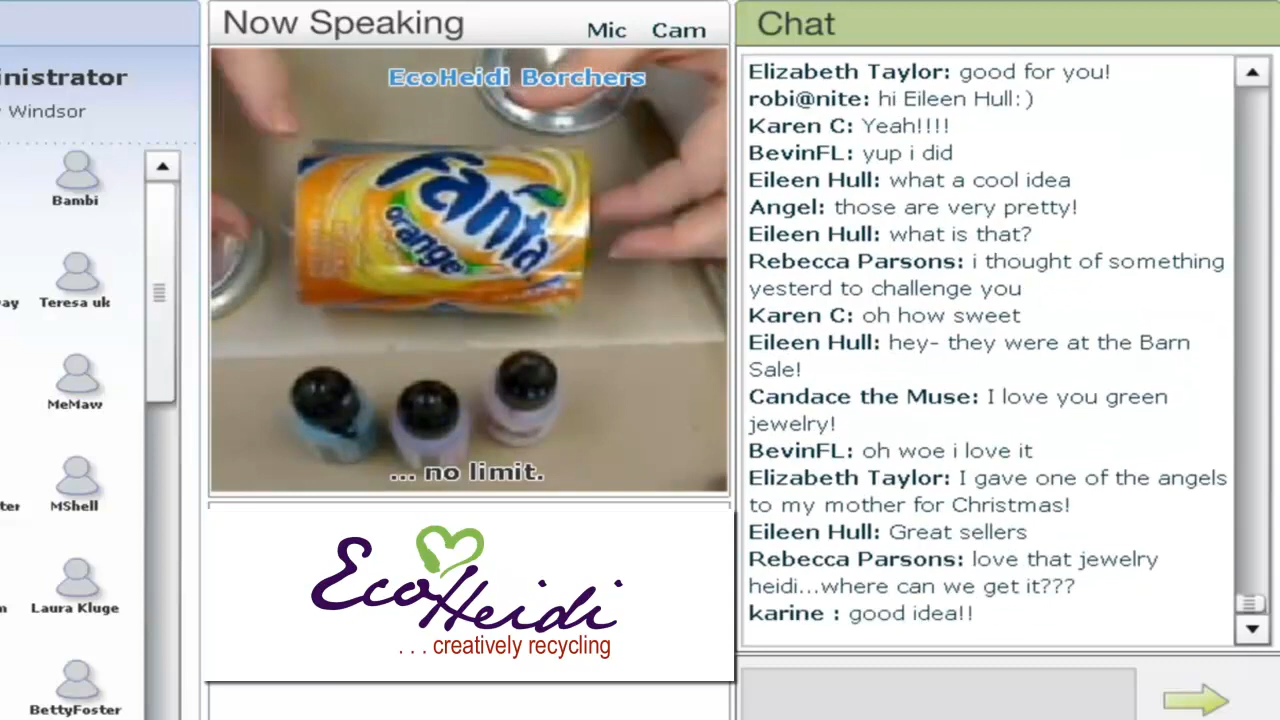 inistrator
Windsor
Bambi
ay
Teresa uk
MeMaw
ter
MShell
m
Laura Kluge
BettyFoster
Now Speaking
Mic
Cam
EcoHeidi Borchers
fanta
orange
... no limit.
EcoHeidi
. . . creatively recycling
Chat
Elizabeth Taylor: good for you!
robi@nite: hi Eileen Hull:)
Karen C: Yeah!!!!
BevinFL: yup i did
Eileen Hull: what a cool idea
Angel: those are very pretty!
Eileen Hull: what is that?
Rebecca Parsons: i thought of something
yesterd to challenge you
Karen C: oh how sweet
Eileen Hull: hey- they were at the Barn
Sale!
Candace the Muse: I love you green
jewelry!
BevinFL: oh woe i love it
Elizabeth Taylor: I gave one of the angels
to my mother for Christmas!
Eileen Hull: Great sellers
Rebecca Parsons: love that jewelry
heidi...where can we get it???
karine : good idea!!